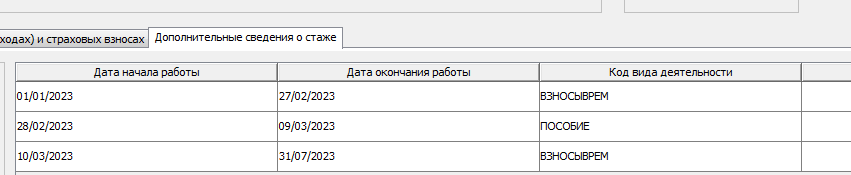 ходах) и страховых взносах Дополнительные сведения о стаже
Дата начала работы Дата окончания работы Код вида деятельности
01/01/2023 27/02/2023 ВЗНОСЫВРЕМ
28/02/2023 09/03/2023 ПОСОБИЕ
10/03/2023 31/07/2023 ВЗНОСЫВРЕМ